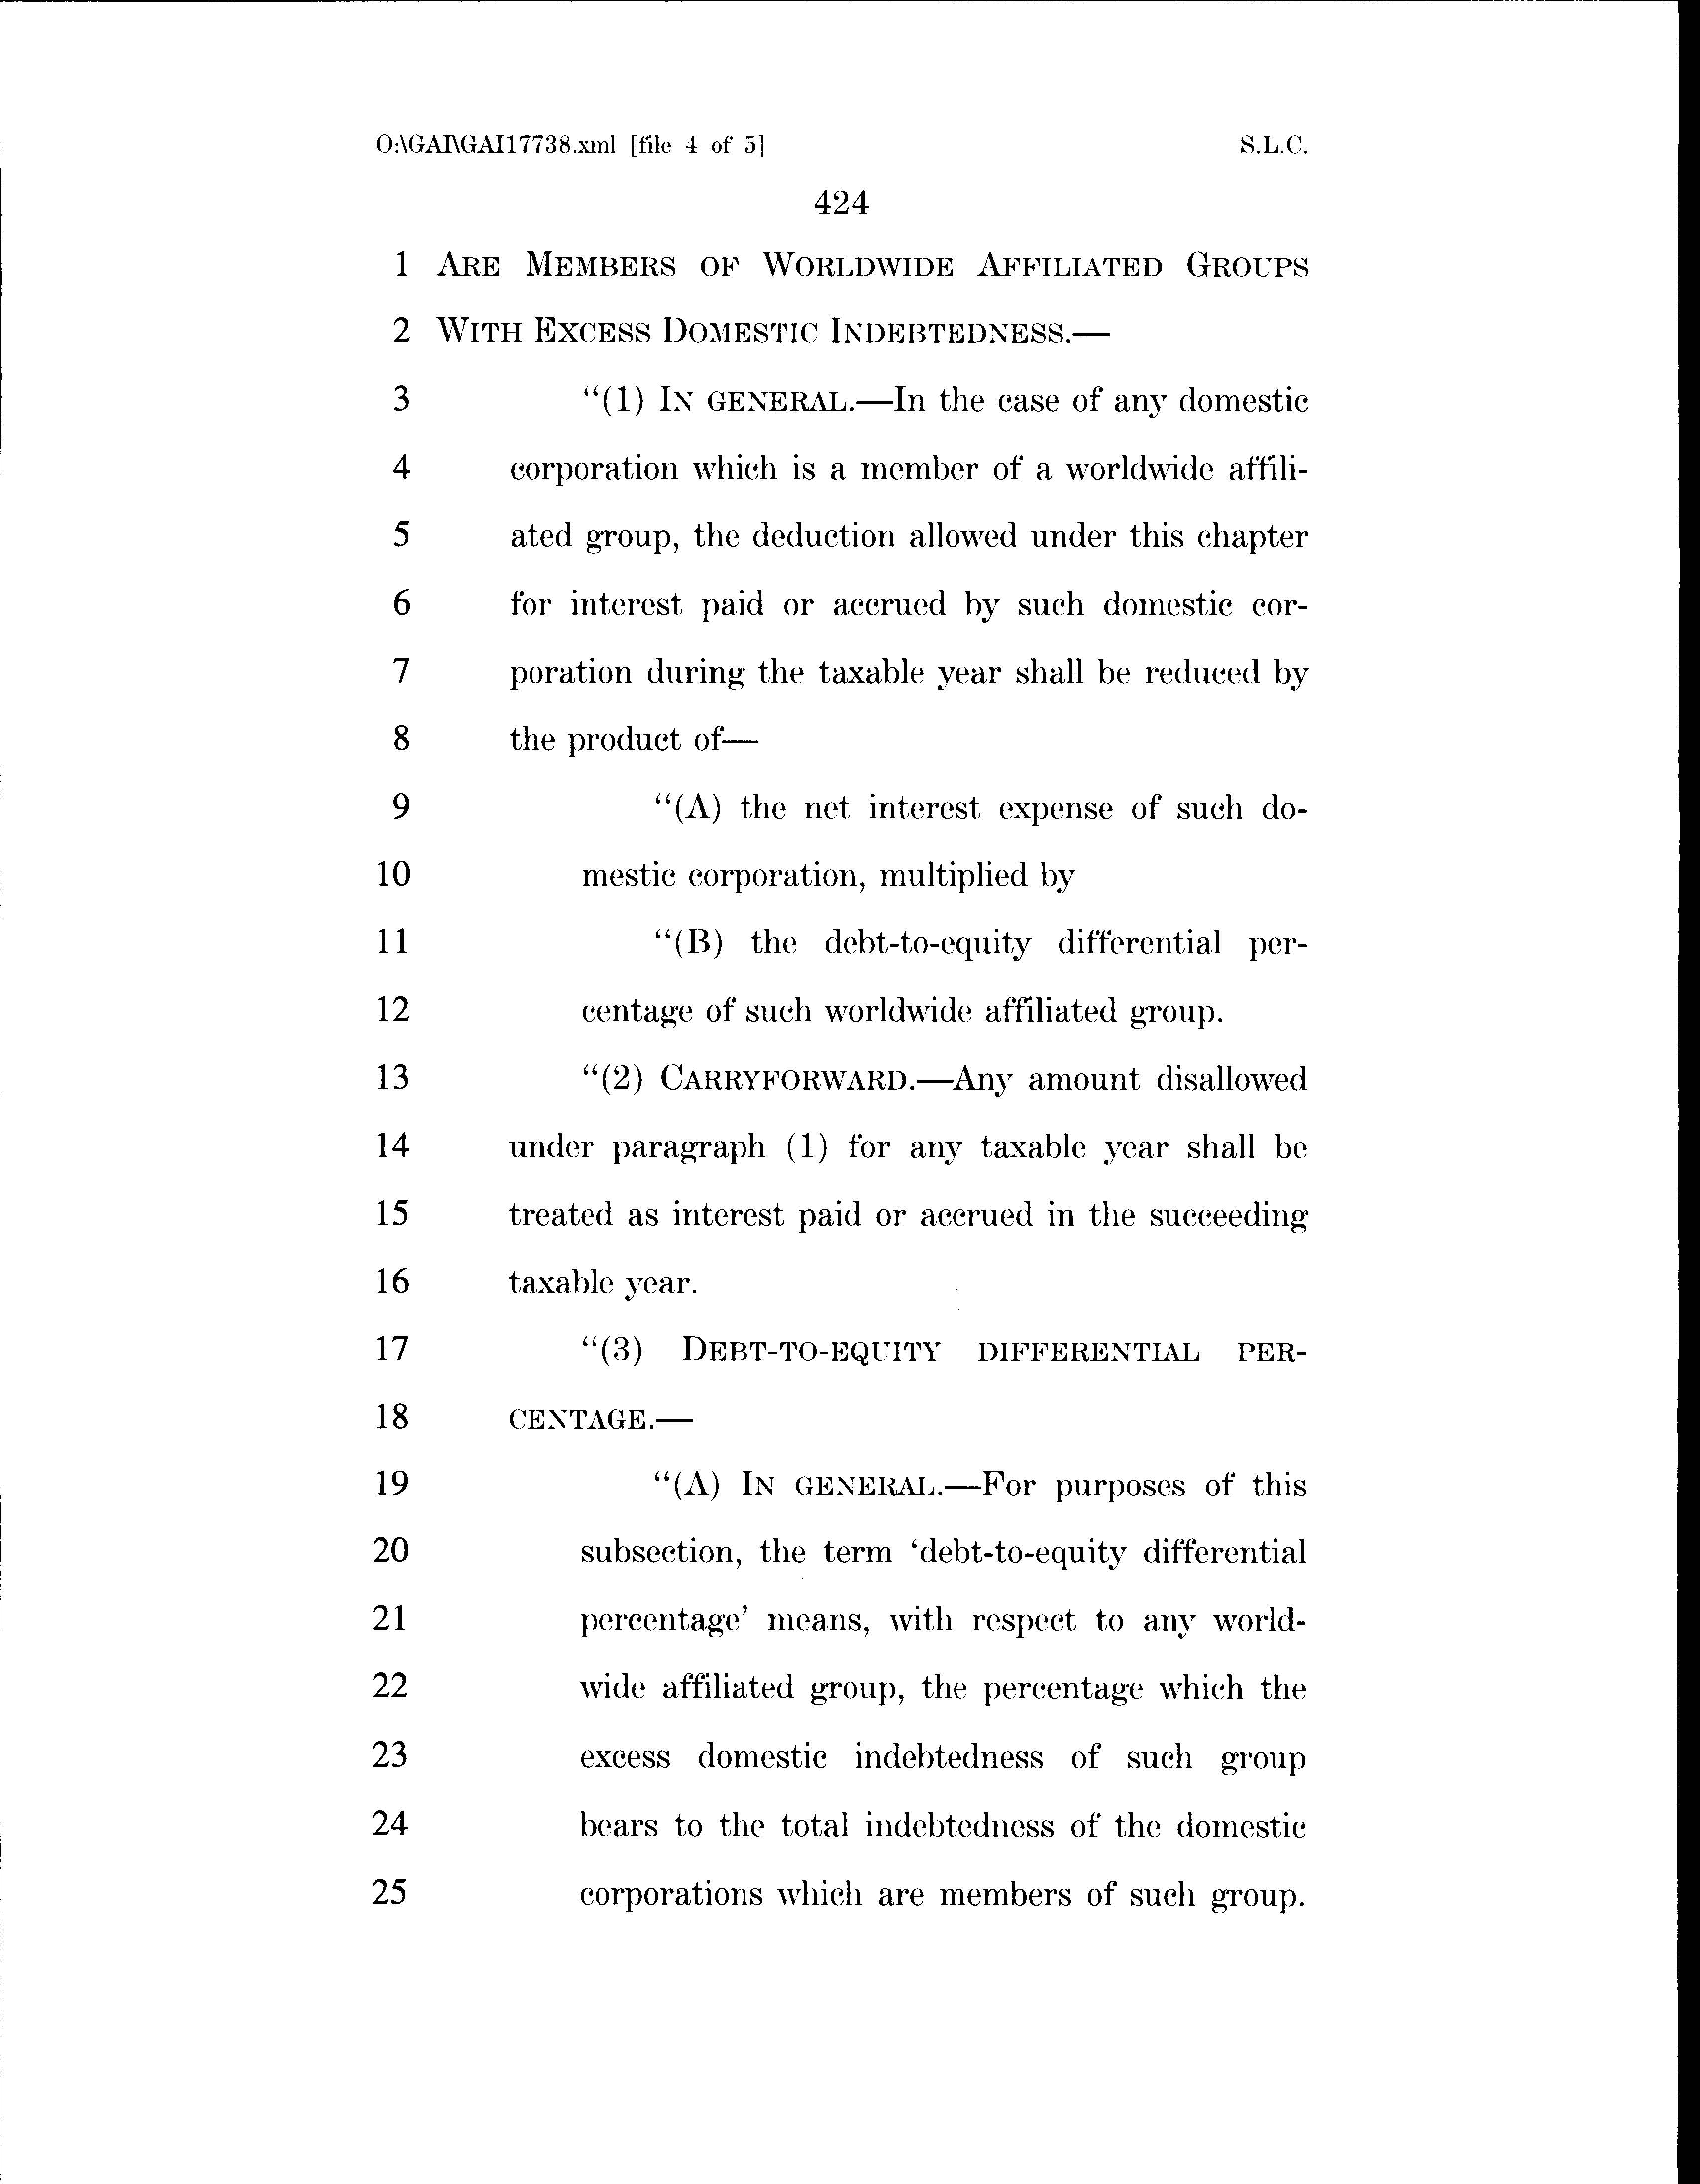 O:\GAI\GAI17738.xml [file 4 of 5] S.L.C.
424
1 ARE MEMBERS OF WORLDWIDE AFFILIATED GROUPS
2 WITH EXCESS DOMESTIC INDEBTEDNESS.—
3 “(1) IN GENERAL.—In the case of any domestic
4 corporation which is a member of a worldwide affili-
5 ated group, the deduction allowed under this chapter
6 for interest paid or accrued by such domestic cor-
7 poration during the taxable year shall be reduced by
8 the product of—
9 “(A) the net interest expense of such do-
10 mestic corporation, multiplied by
11 “(B) the debt-to-equity differential per-
12 centage of such worldwide affiliated group.
13 “(2) CARRYFORWARD.—Any amount disallowed
14 under paragraph (1) for any taxable year shall be
15 treated as interest paid or accrued in the succeeding
16 taxable year.
17 “(3) DEBT-TO-EQUITY DIFFERENTIAL PER-
18 CENTAGE.—
19 “(A) IN GENERAL.—For purposes of this
20 subsection, the term ‘debt-to-equity differential
21 percentage’ means, with respect to any world-
22 wide affiliated group, the percentage which the
23 excess domestic indebtedness of such group
24 bears to the total indebtedness of the domestic
25 corporations which are members of such group.